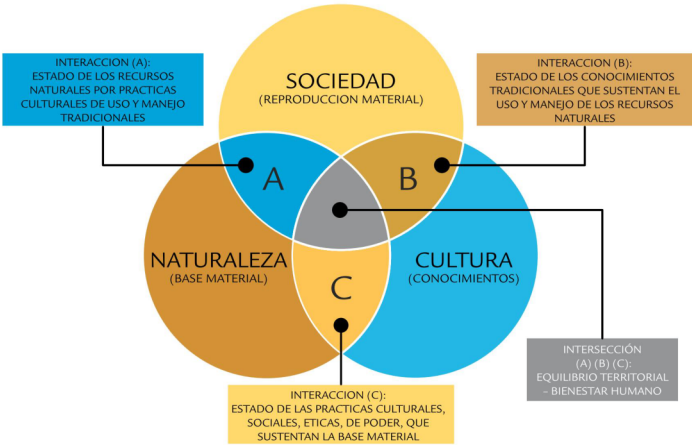 INTERACCION (A):
ESTADO DE LOS RECURSOS
NATURALES POR PRACTICAS
CULTURALES DE USO Y MANEJO
TRADICIONALES
SOCIEDAD
(REPRODUCCION MATERIAL)
INTERACCION (B):
ESTADO DE LOS CONOCIMIENTOS
TRADICIONALES QUE SUSTENTAN EL
USO Y MANEJO DE LOS RECURSOS
NATURALES
A
B
NATURALEZA
(BASE MATERIAL)
CULTURA
(CONOCIMIENTOS)
C
INTERSECCIÓN
(A) (B) (C):
EQUILIBRIO TERRITORIAL
- BIENESTAR HUMANO
INTERACCION (C):
ESTADO DE LAS PRACTICAS CULTURALES,
SOCIALES, ETICAS, DE PODER, QUE
SUSTENTAN LA BASE MATERIAL